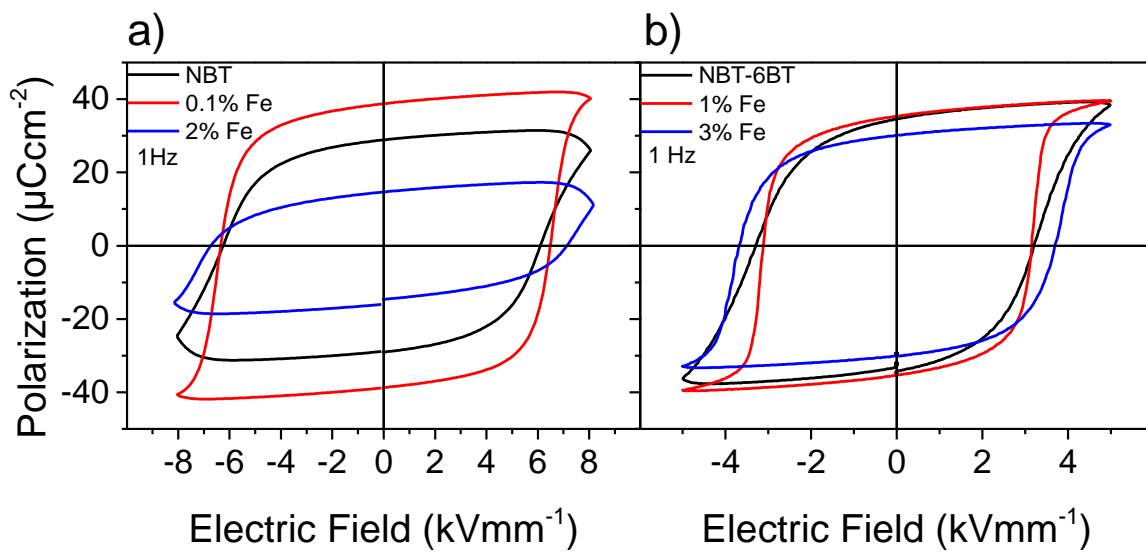 a)
b)
NBT
0.1% Fe
2% Fe
1Hz
NBT-6BT
1% Fe
3% Fe
1 Hz
40
20
0
-20
-40
Polarization (µCcm⁻²)
-8 -6 -4 -2 0 2 4 6 8
-4 -2 0 2 4
Electric Field (kVmm⁻¹)
Electric Field (kVmm⁻¹)